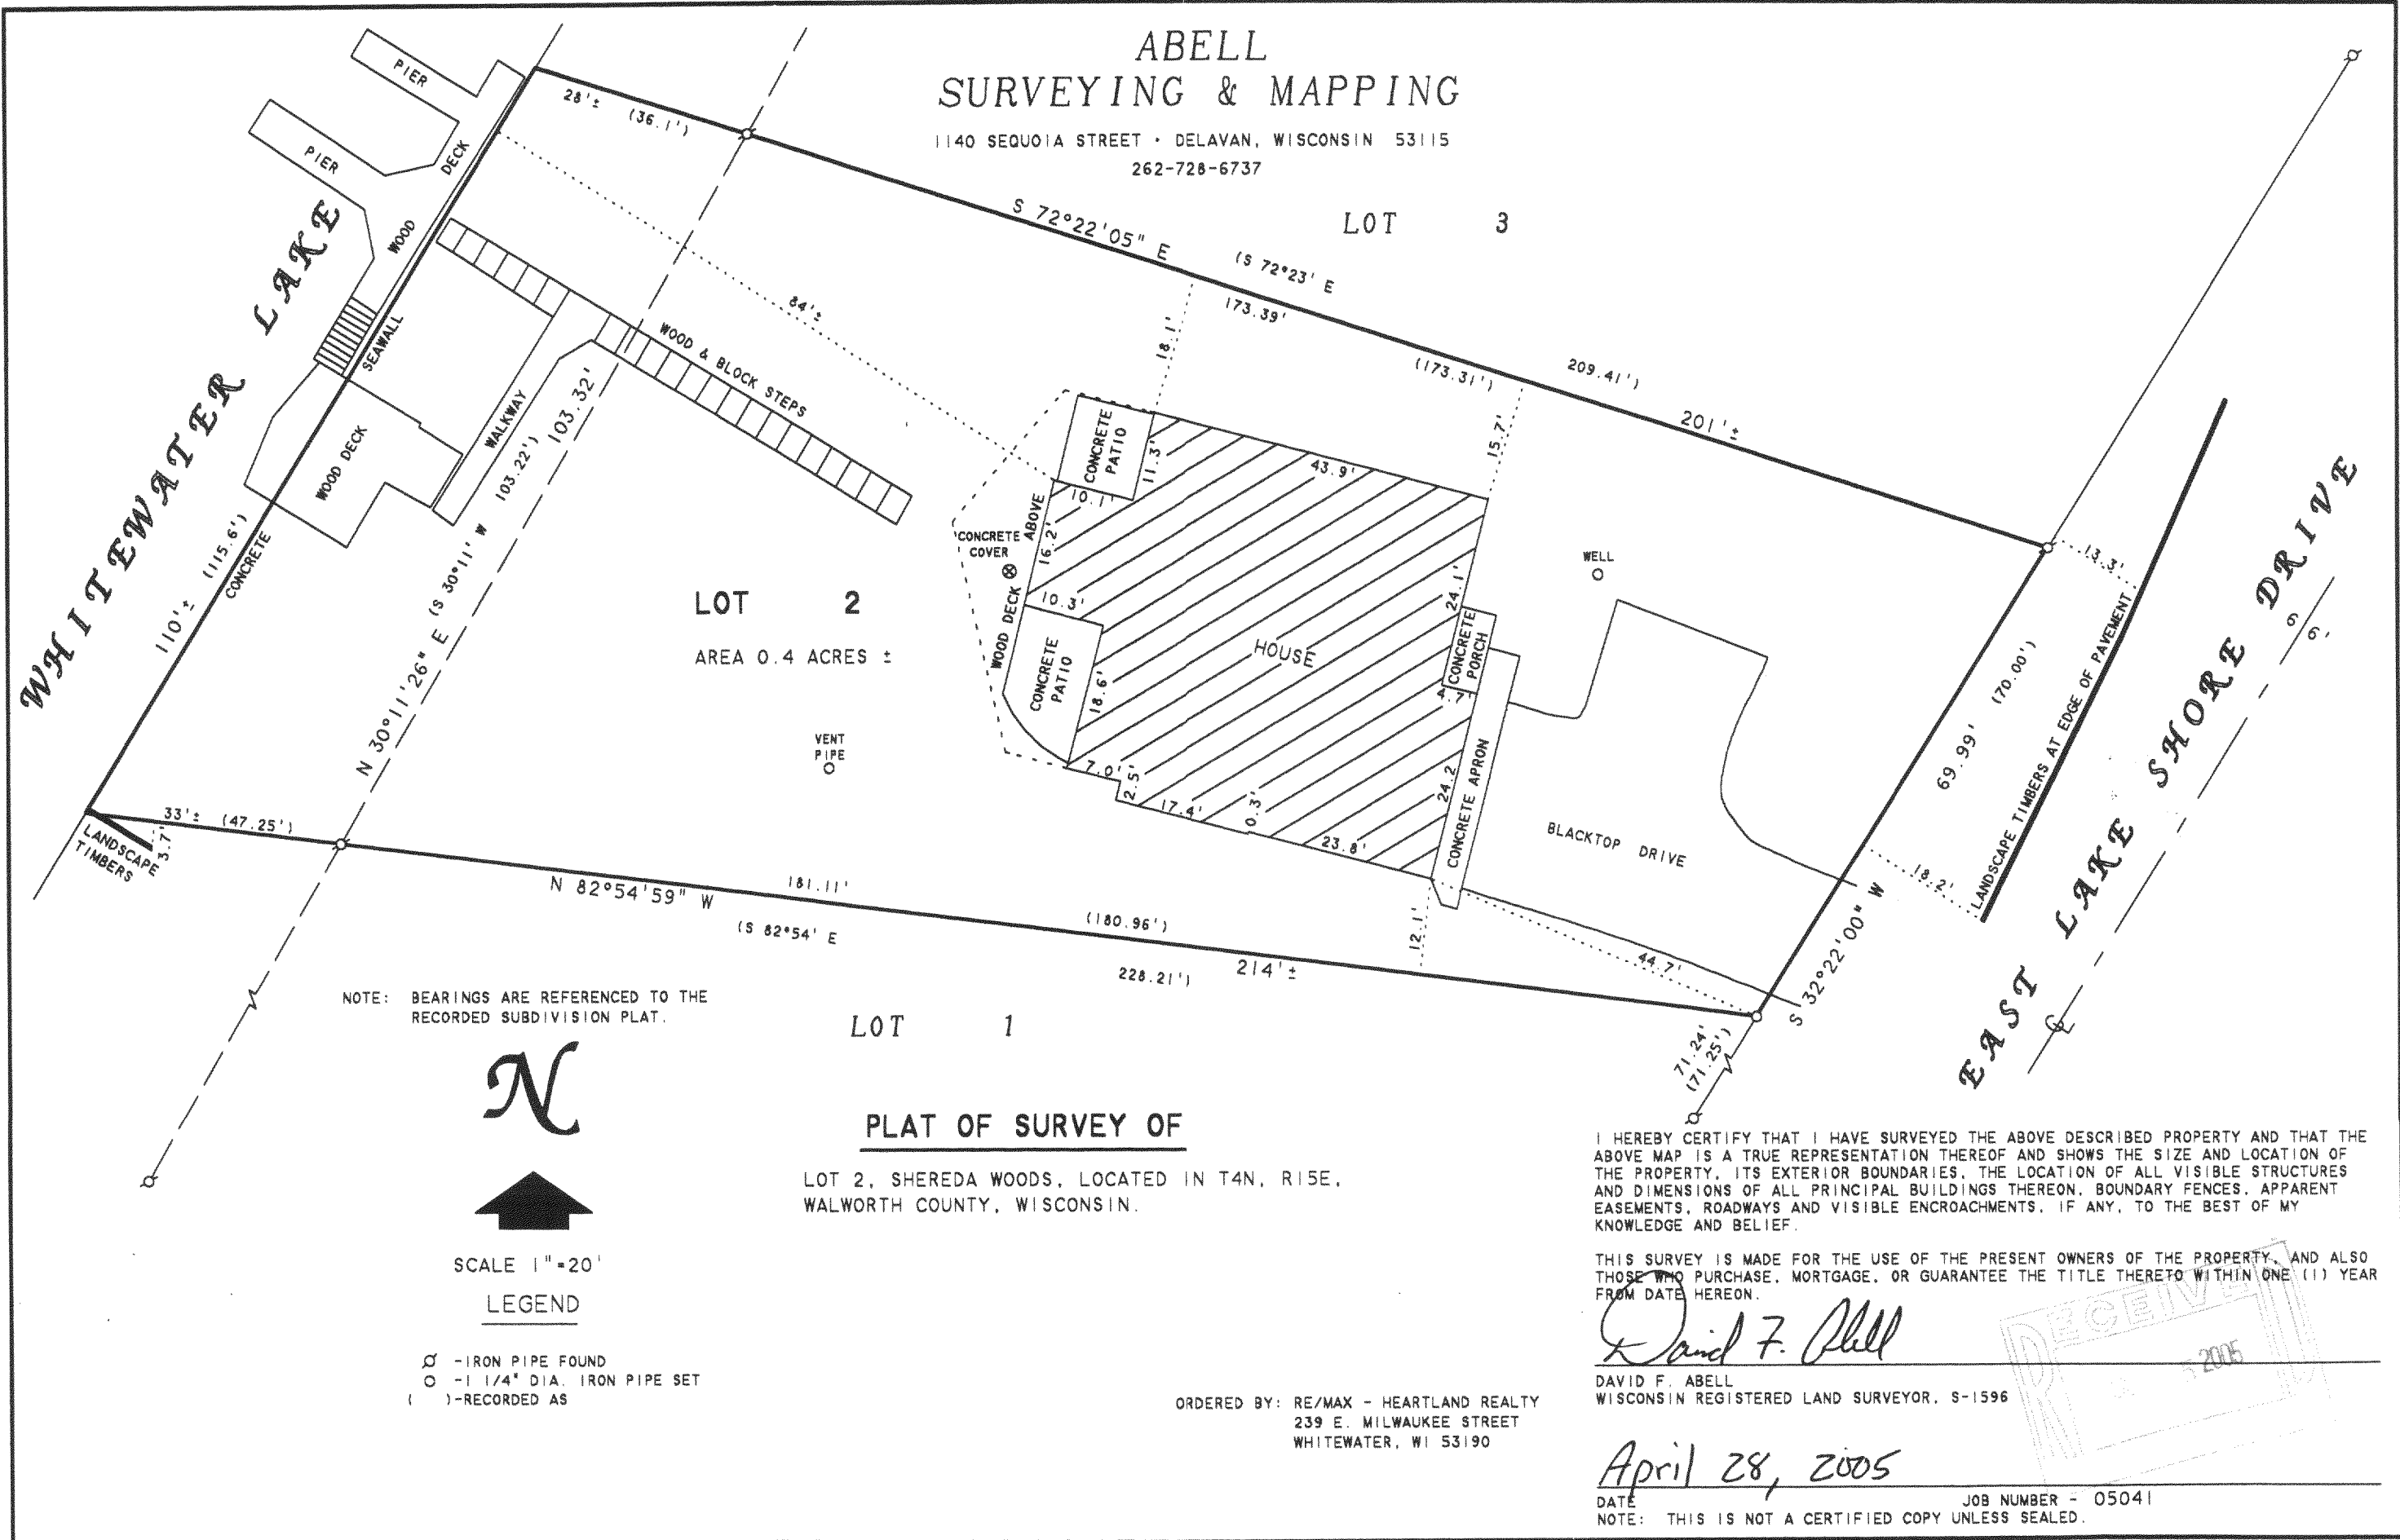 ABELL
SURVEYING & MAPPING
1140 SEQUOIA STREET • DELAVAN, WISCONSIN 53115
262-728-6737
PIER
PIER
WOOD DECK
28'±
(36.1')
WHITEWATER LAKE
SEAWALL
CONCRETE
WOOD DECK
WALKWAY
WOOD & BLOCK STEPS
84'±
S 72°22'05" E
(S 72°23' E
173.39'
(173.31')
209.41')
201'±
LOT 3
18.1'
15.7'
(115.6')
110'±
N 30°11'26" E
(S 30°11' W
103.22')
103.32'
LOT 2
AREA 0.4 ACRES ±
CONCRETE
COVER
WOOD DECK ABOVE
CONCRETE
PATIO
11.3'
10.1'
16.2'
10.3'
CONCRETE
PATIO
18.6'
43.9'
HOUSE
24.1'
CONCRETE
PORCH
4.7'
24.2
CONCRETE APRON
7.0'
2.5'
17.4'
0.3'
23.8'
WELL
VENT
PIPE
BLACKTOP DRIVE
13.3'
18.2'
LANDSCAPE TIMBERS AT EDGE OF PAVEMENT
69.99'
(70.00')
S 32°22'00" W
EAST LAKE SHORE DRIVE
66'
CL
33'±
(47.25')
LANDSCAPE
TIMBERS
3.7'
N 82°54'59" W
181.11'
(S 82°54' E
(180.96')
228.21')
214'±
12.1'
44.7'
71.24'
(71.25')
LOT 1
NOTE: BEARINGS ARE REFERENCED TO THE
RECORDED SUBDIVISION PLAT.
N
SCALE 1"=20'
LEGEND
-IRON PIPE FOUND
-1 1/4" DIA. IRON PIPE SET
( )-RECORDED AS
PLAT OF SURVEY OF
LOT 2, SHEREDA WOODS, LOCATED IN T4N, R15E,
WALWORTH COUNTY, WISCONSIN.
ORDERED BY: RE/MAX - HEARTLAND REALTY
239 E. MILWAUKEE STREET
WHITEWATER, WI 53190
I HEREBY CERTIFY THAT I HAVE SURVEYED THE ABOVE DESCRIBED PROPERTY AND THAT THE
ABOVE MAP IS A TRUE REPRESENTATION THEREOF AND SHOWS THE SIZE AND LOCATION OF
THE PROPERTY, ITS EXTERIOR BOUNDARIES, THE LOCATION OF ALL VISIBLE STRUCTURES
AND DIMENSIONS OF ALL PRINCIPAL BUILDINGS THEREON, BOUNDARY FENCES, APPARENT
EASEMENTS, ROADWAYS AND VISIBLE ENCROACHMENTS, IF ANY, TO THE BEST OF MY
KNOWLEDGE AND BELIEF.
THIS SURVEY IS MADE FOR THE USE OF THE PRESENT OWNERS OF THE PROPERTY, AND ALSO
THOSE WHO PURCHASE, MORTGAGE, OR GUARANTEE THE TITLE THERETO WITHIN ONE (1) YEAR
FROM DATE HEREON.
David F. Abell
RECEIVED
2005
DAVID F. ABELL
WISCONSIN REGISTERED LAND SURVEYOR, S-1596
April 28, 2005
DATE
JOB NUMBER - 05041
NOTE: THIS IS NOT A CERTIFIED COPY UNLESS SEALED.